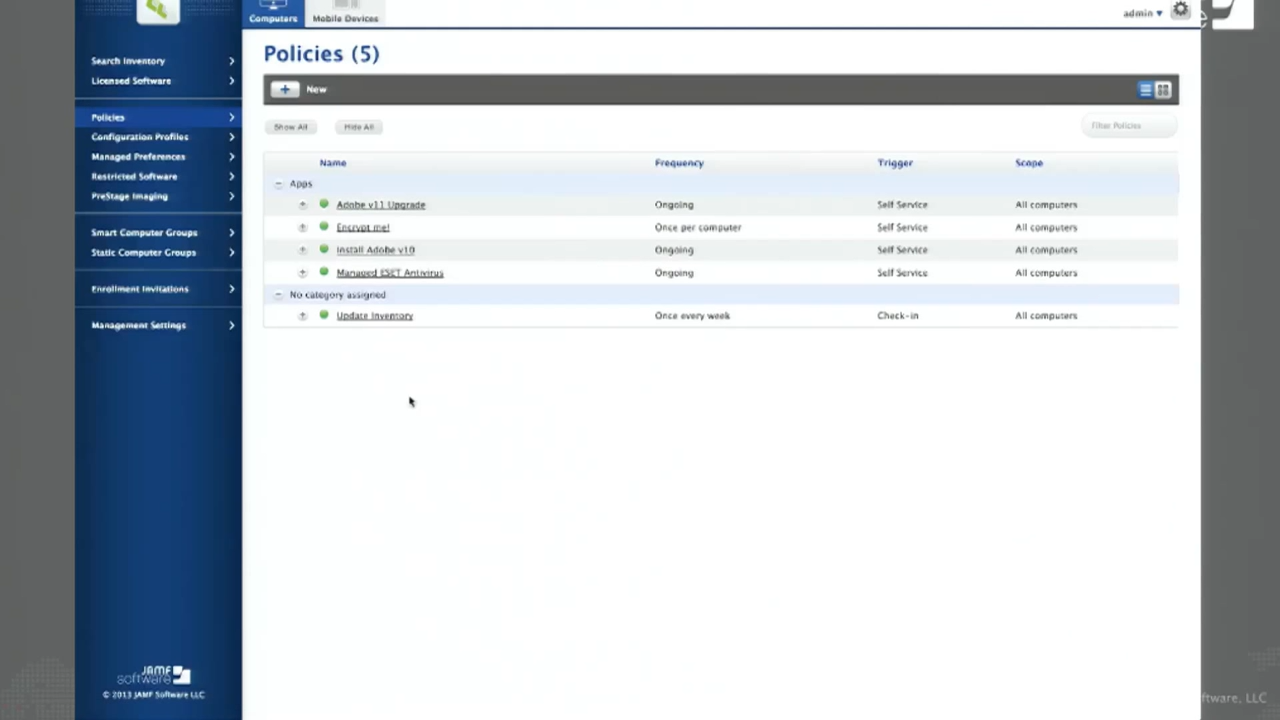 Computers
Mobile Devices
admin
Search Inventory
Licensed Software
Policies
Configuration Profiles
Managed Preferences
Restricted Software
PreStage Imaging
Smart Computer Groups
Static Computer Groups
Enrollment Invitations
Management Settings
JAMF
software
© 2013 JAMF Software LLC
Policies (5)
New
Show All
Hide All
Filter Policies
Name Frequency Trigger Scope
Apps
Adobe v11 Upgrade Ongoing Self Service All computers
Encrypt me! Once per computer Self Service All computers
Install Adobe v10 Ongoing Self Service All computers
Managed ESET Antivirus Ongoing Self Service All computers
No category assigned
Update Inventory Once every week Check-in All computers
ftware, LLC